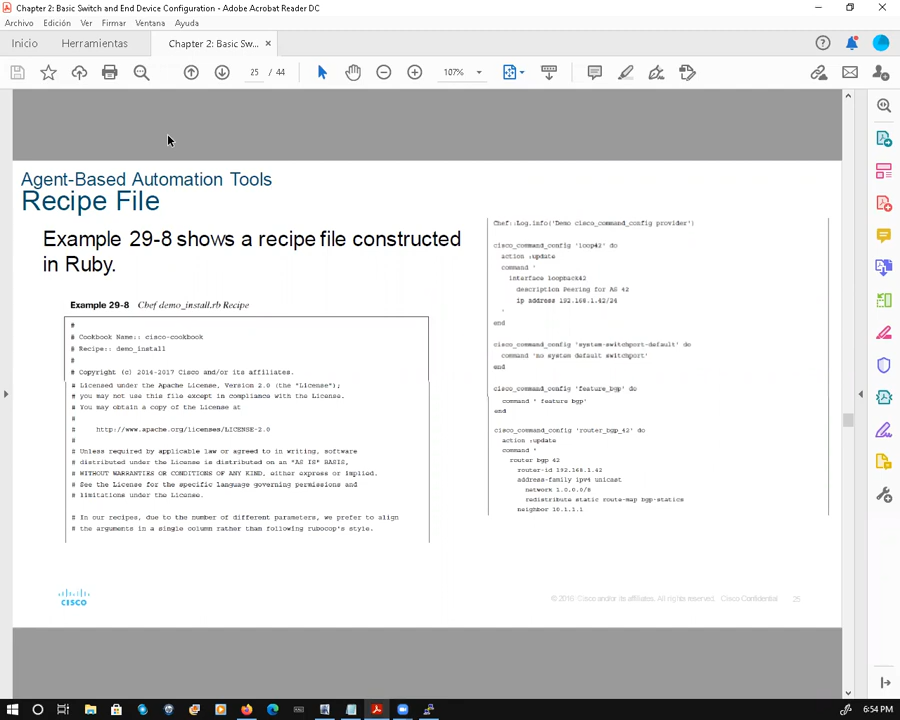 Chapter 2: Basic Switch and End Device Configuration - Adobe Acrobat Reader DC
Archivo Edición Ver Firmar Ventana Ayuda
Inicio Herramientas Chapter 2: Basic Sw... ×
25 / 44 107%
Agent-Based Automation Tools
Recipe File
Example 29-8 shows a recipe file constructed
in Ruby.
Example 29-8 Chef demo_install.rb Recipe
#
# Cookbook Name:: cisco-cookbook
# Recipe:: demo_install
#
# Copyright (c) 2014-2017 Cisco and/or its affiliates.
# Licensed under the Apache License, Version 2.0 (the "License");
# you may not use this file except in compliance with the License.
# You may obtain a copy of the License at
#
# http://www.apache.org/licenses/LICENSE-2.0
#
# Unless required by applicable law or agreed to in writing, software
# distributed under the License is distributed on an "AS IS" BASIS,
# WITHOUT WARRANTIES OR CONDITIONS OF ANY KIND, either express or implied.
# See the License for the specific language governing permissions and
# limitations under the License.
#
# In our recipes, due to the number of different parameters, we prefer to align
# the arguments in a single column rather than following rubocop's style.
Chef::Log.info('Demo cisco_command_config provider')
cisco_command_config 'loop42' do
action :update
command '
interface loopback42
description Peering for AS 42
ip address 192.168.1.42/24
'
end
cisco_command_config 'system-switchport-default' do
command 'no system default switchport'
end
cisco_command_config 'feature_bgp' do
command ' feature bgp'
end
cisco_command_config 'router_bgp_42' do
action :update
command '
router bgp 42
router-id 192.168.1.42
address-family ipv4 unicast
network 1.0.0.0/8
redistribute static route-map bgp-statics
neighbor 10.1.1.1
CISCO
© 2016 Cisco and/or its affiliates. All rights reserved. Cisco Confidential 25
6:54 PM